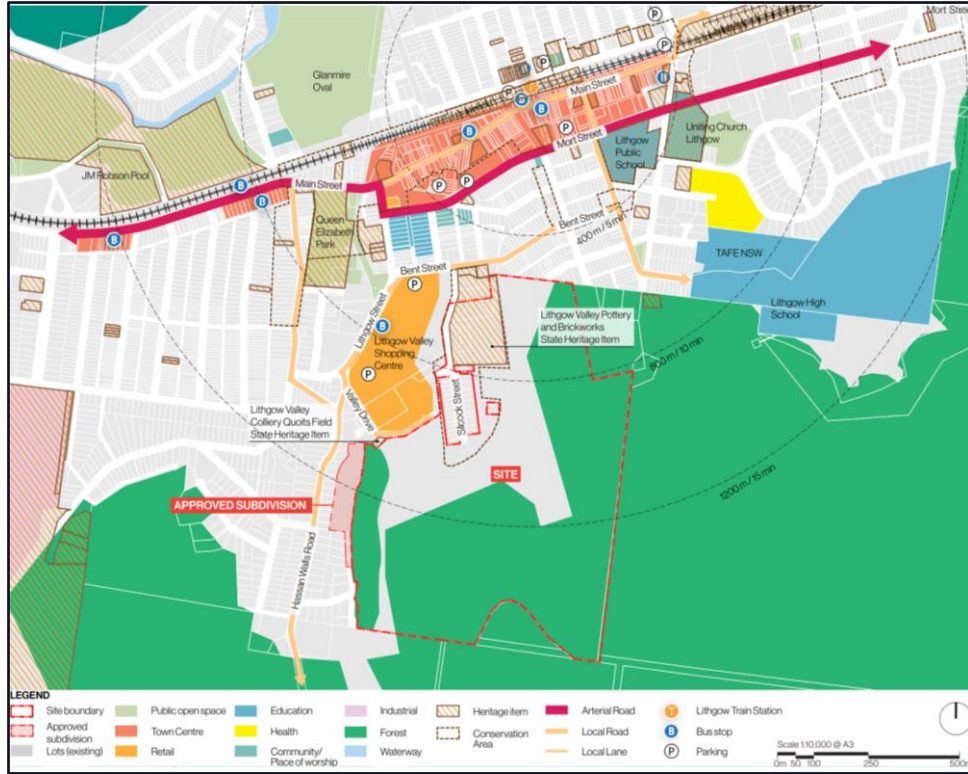 Mort Street
P
Glanmire
Oval
P
P
T
B
B
Main Street
B
B
P
Mort Street
Lithgow
Public
School
Uniting Church
Lithgow
JM Robson Pool
B
Main Street
P
P
B
B
Queen
Elizabeth
Park
Bent Street
400m/5 min
TAFE NSW
Bent Street
P
Lithgow High
School
Lithgow Street
B
Lithgow Valley
Shopping
Centre
Lithgow Valley Pottery
and Brickworks
State Heritage Item
800m/10 min
P
Valley Drive
Silcock Street
Lithgow Valley
Colliery Quoits Field
State Heritage Item
SITE
1200m/15 min
APPROVED SUBDIVISION
Hassan Walls Road
LEGEND
Site boundary
Approved
subdivision
Lots (existing)
Public open space
Town Centre
Retail
Education
Health
Community/
Place of worship
Industrial
Forest
Waterway
Heritage item
Conservation
Area
Arterial Road
Local Road
Local Lane
T Lithgow Train Station
B Bus stop
P Parking
Scale 1:10,000 @ A3
0m 50 100 250 500m